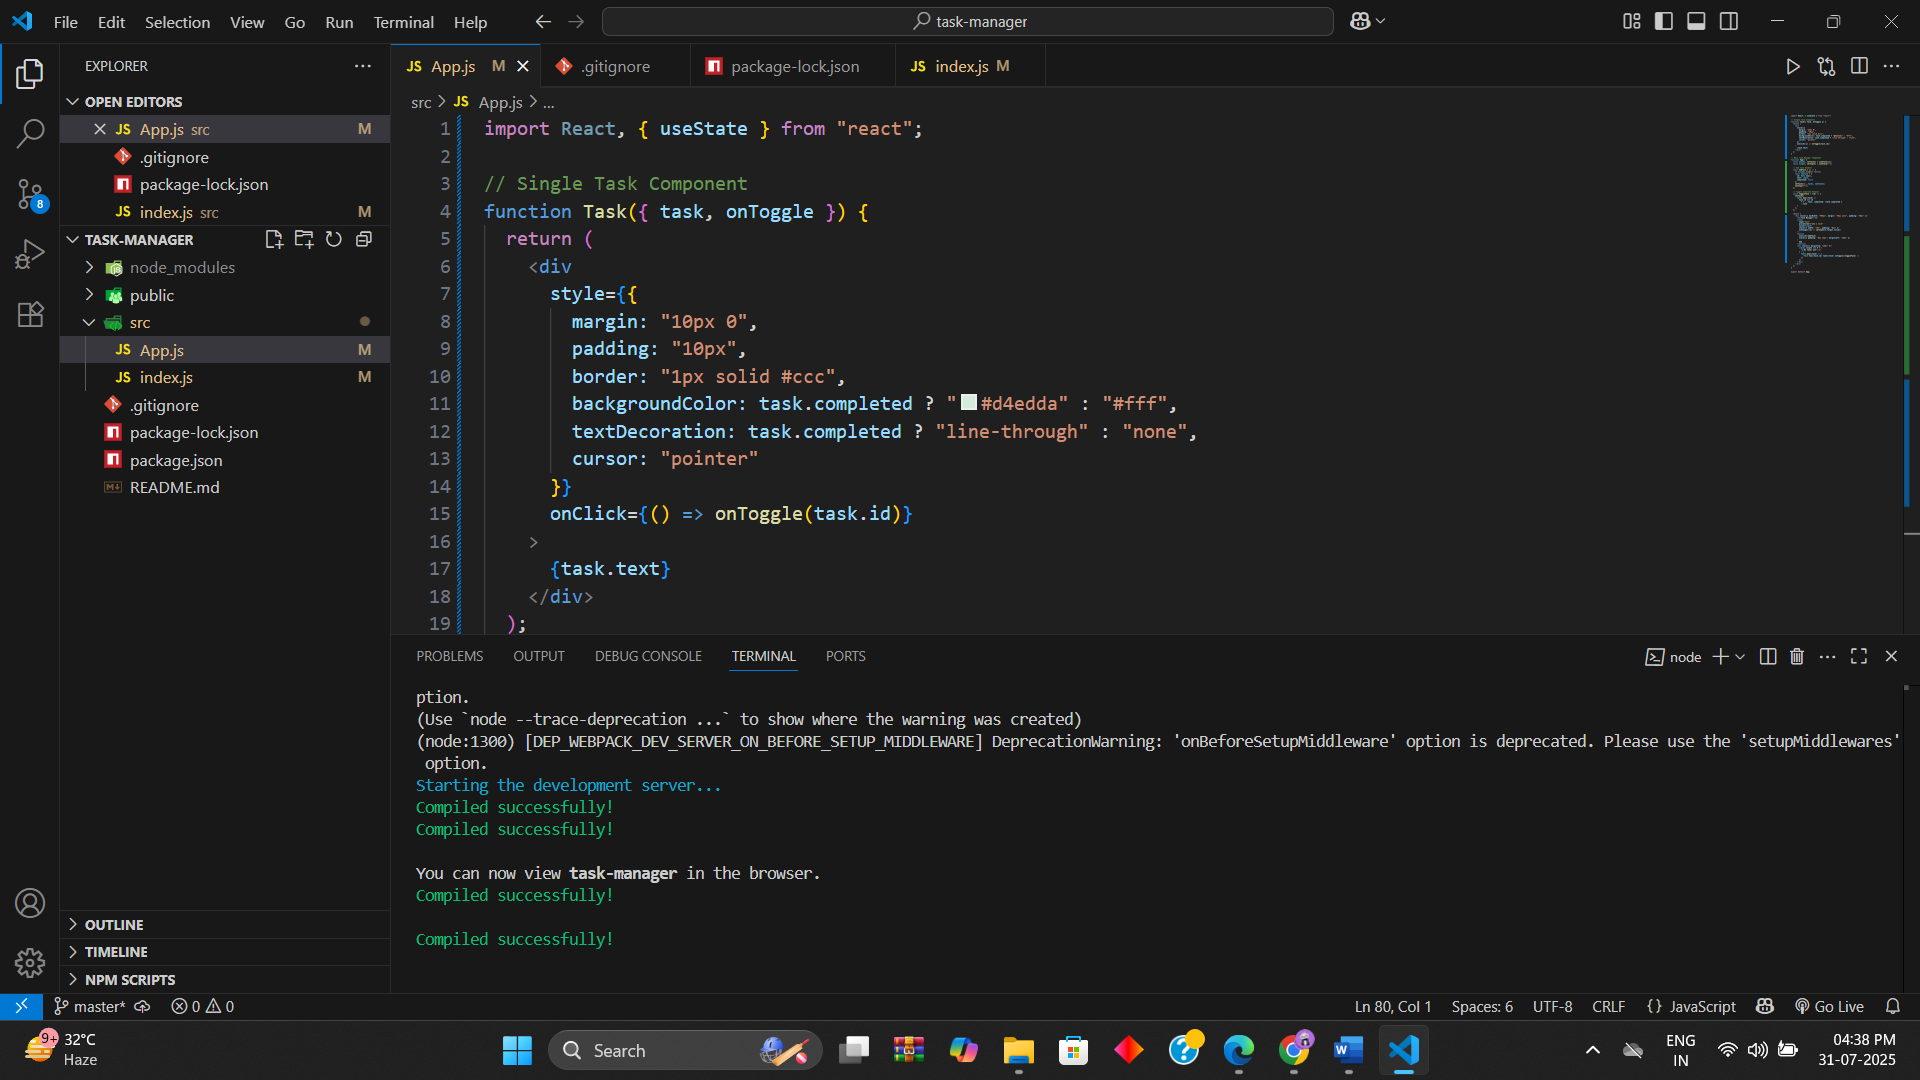 File Edit Selection View Go Run Terminal Help
task-manager
EXPLORER
OPEN EDITORS
JS App.js src M
.gitignore
package-lock.json
JS index.js src M
TASK-MANAGER
node_modules
public
src
JS App.js M
JS index.js M
.gitignore
package-lock.json
package.json
README.md
OUTLINE
TIMELINE
NPM SCRIPTS
8
JS App.js M
.gitignore
package-lock.json
JS index.js M
src > JS App.js > ...
1 import React, { useState } from "react";
2
3 // Single Task Component
4 function Task({ task, onToggle }) {
5 return (
6 <div
7 style={{
8 margin: "10px 0",
9 padding: "10px",
10 border: "1px solid #ccc",
11 backgroundColor: task.completed ? "#d4edda" : "#fff",
12 textDecoration: task.completed ? "line-through" : "none",
13 cursor: "pointer"
14 }}
15 onClick={() => onToggle(task.id)}
16 >
17 {task.text}
18 </div>
19 );
PROBLEMS OUTPUT DEBUG CONSOLE TERMINAL PORTS
node
ption.
(Use `node --trace-deprecation ...` to show where the warning was created)
(node:1300) [DEP_WEBPACK_DEV_SERVER_ON_BEFORE_SETUP_MIDDLEWARE] DeprecationWarning: 'onBeforeSetupMiddleware' option is deprecated. Please use the 'setupMiddlewares'
option.
Starting the development server...
Compiled successfully!
Compiled successfully!
You can now view task-manager in the browser.
Compiled successfully!
Compiled successfully!
master* 0 0
Ln 80, Col 1 Spaces: 6 UTF-8 CRLF {} JavaScript Go Live
9+
32°C
Haze
Search
ENG
IN
04:38 PM
31-07-2025